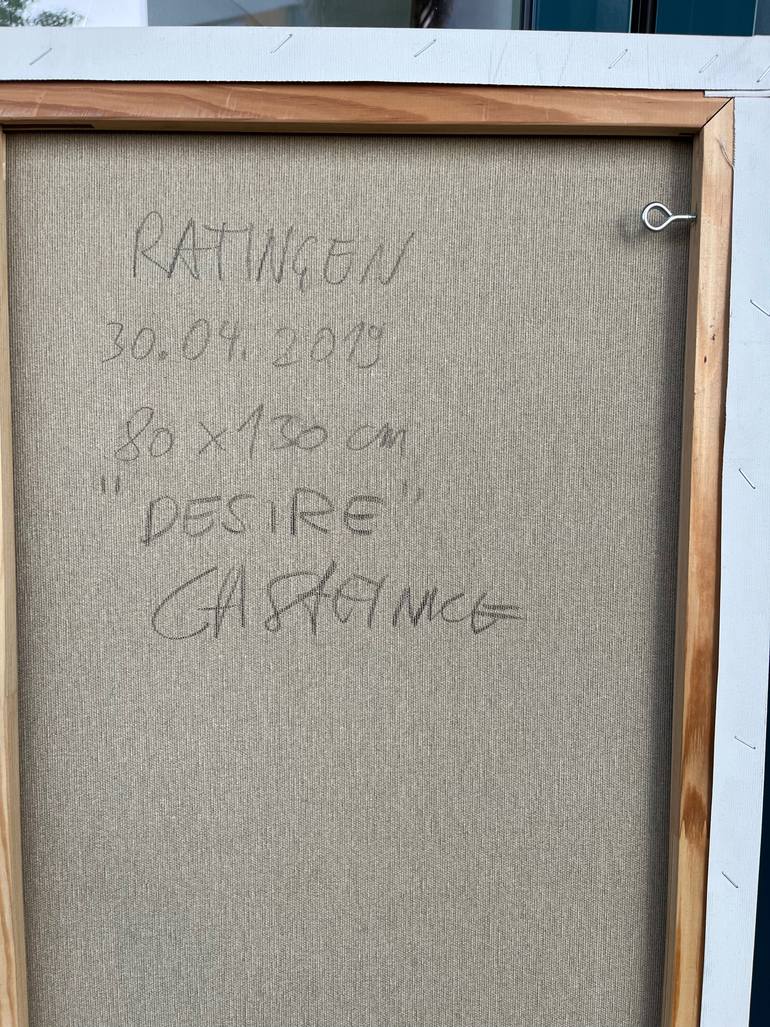 RATINGEN
30.04.2019
80 x 130 cm
"DESIRE"